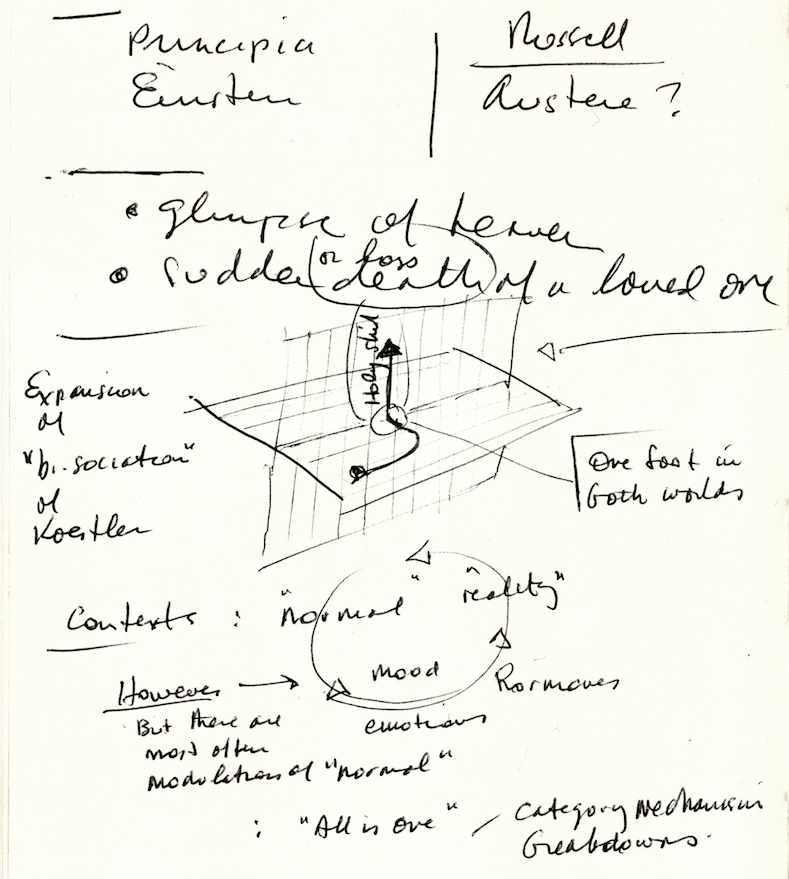 Principia
Einstein
Russell
Austere?
• glimpse of heaven
or loss
• sudden death of a loved one
Holy shit
Expansion
of
"bi-sociation"
of
Koestler
One foot in
both worlds
Contexts : "normal" "reality"
However → mood
Hormones
But there are
most often
modulations of "normal"
emotions
: "All is one" / category mechanism
breakdowns.